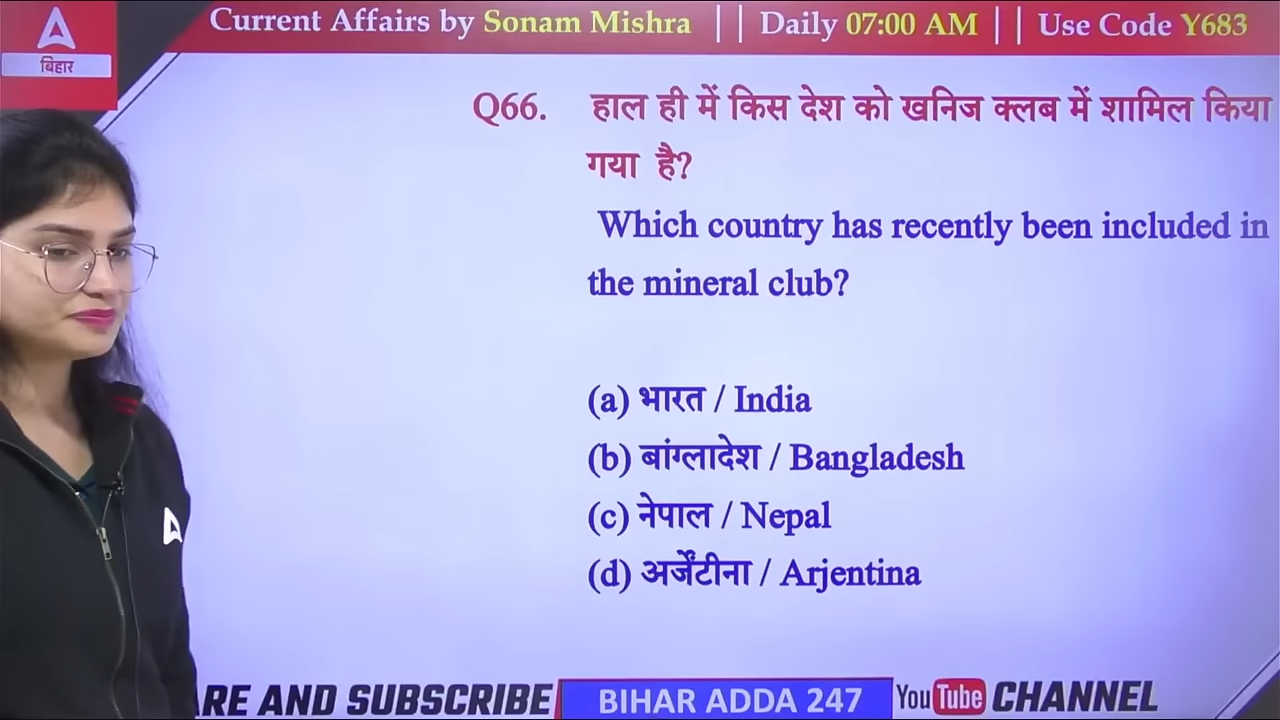 Current Affairs by Sonam Mishra || Daily 07:00 AM || Use Code Y683
बिहार
Q66. हाल ही में किस देश को खनिज क्लब में शामिल किया
गया है?
Which country has recently been included in
the mineral club?
(a) भारत / India
(b) बांग्लादेश / Bangladesh
(c) नेपाल / Nepal
(d) अर्जेंटीना / Arjentina
ARE AND SUBSCRIBE BIHAR ADDA 247 YouTube CHANNEL